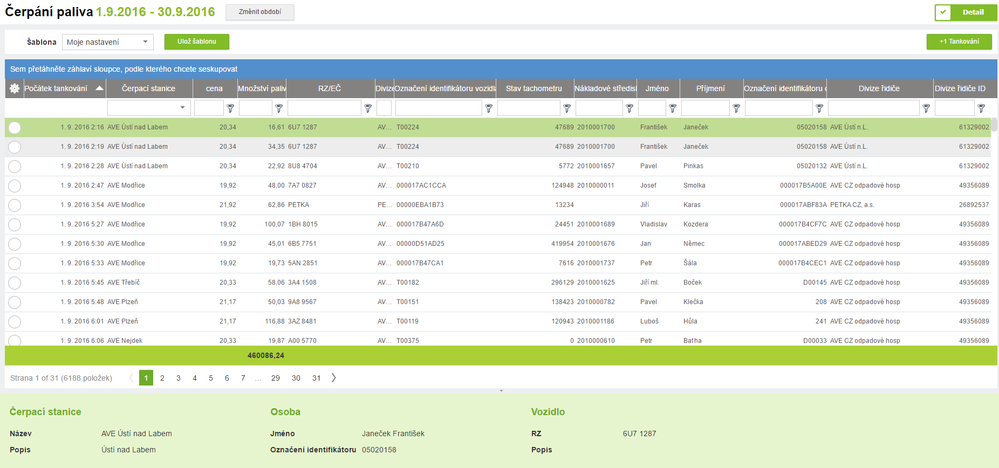 Čerpání paliva 1.9.2016 - 30.9.2016 Změnit období Detail
Šablona Moje nastavení Ulož šablonu +1 Tankování
Sem přetáhněte záhlaví sloupce, podle kterého chcete seskupovat
Počátek tankování Čerpací stanice cena Množství paliv RZ/EČ Divize Označení identifikátoru vozidla Stav tachometru Nákladové středisk Jméno Příjmení Označení identifikátoru o Divize řidiče Divize řidiče ID
1. 9. 2016 2:16 AVE Ústí nad Labem 20,34 16,61 6U7 1287 AV... T00224 47689 2010001700 František Janeček 05020158 AVE Ústí n.L. 61329002
1. 9. 2016 2:19 AVE Ústí nad Labem 20,34 34,35 6U7 1287 AV... T00224 47689 2010001700 František Janeček 05020158 AVE Ústí n.L. 61329002
1. 9. 2016 2:28 AVE Ústí nad Labem 20,34 22,92 8U8 4704 AV... T00210 5772 2010001657 Pavel Pinkas 05020132 AVE Ústí n.L. 61329002
1. 9. 2016 2:47 AVE Modřice 19,92 48,00 7A7 0827 AV... 000017AC1CCA 124948 2010000011 Josef Smolka 000017B5A00E AVE CZ odpadové hosp 49356089
1. 9. 2016 3:54 AVE Modřice 21,92 62,86 PETKA PE... 00000EBA1B73 13234 Jiří Karas 000017ABF83A PETKA CZ, a.s. 26892537
1. 9. 2016 5:27 AVE Modřice 19,92 100,07 1BH 8015 AV... 000017B47A6D 24451 2010001689 Vladislav Kozdera 000017B4CF7C AVE CZ odpadové hosp 49356089
1. 9. 2016 5:30 AVE Modřice 19,92 45,01 6B5 7751 AV... 00000D51AD25 419954 2010001676 Jan Němec 000017ABED29 AVE CZ odpadové hosp 49356089
1. 9. 2016 5:33 AVE Modřice 19,92 19,73 5AN 2851 AV... 000017B47CA1 7616 2010001737 Petr Šála 000017B4CEC1 AVE CZ odpadové hosp 49356089
1. 9. 2016 5:45 AVE Třebíč 20,33 58,06 3A4 1508 AV... T00182 296129 2010001625 Jiří ml. Boček D00145 AVE CZ odpadové hosp 49356089
1. 9. 2016 5:48 AVE Plzeň 21,17 50,03 9A8 9567 AV... T00151 138423 2010000782 Pavel Klečka 208 AVE CZ odpadové hosp 49356089
1. 9. 2016 6:01 AVE Plzeň 21,17 116,88 3AZ 8481 AV... T00119 120943 2010001186 Luboš Hůla 241 AVE CZ odpadové hosp 49356089
1. 9. 2016 6:06 AVE Nejdek 20,33 19,87 A00 5770 AV... T00375 0 2010000610 Petr Baťha D00033 AVE CZ odpadové hosp 49356089
460086,24
Strana 1 of 31 (6188 položek) 1 2 3 4 5 6 7 ... 29 30 31
Čerpací stanice Osoba Vozidlo
Název AVE Ústí nad Labem Jméno Janeček František RZ 6U7 1287
Popis Ústí nad Labem Označení identifikátoru 05020158 Popis